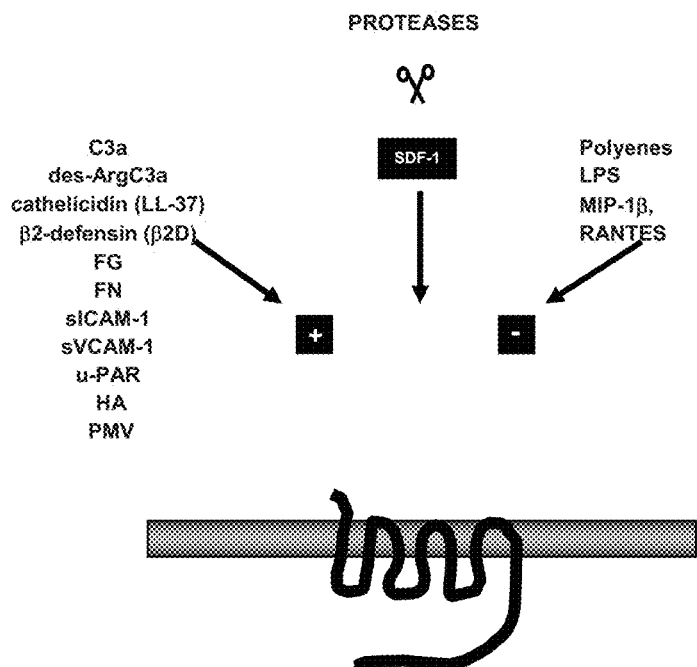 PROTEASES
SDF-1
C3a
des-ArgC3a
cathelicidin (LL-37)
β2-defensin (β2D)
FG
FN
sICAM-1
sVCAM-1
u-PAR
HA
PMV
Polyenes
LPS
MIP-1β,
RANTES
+
-